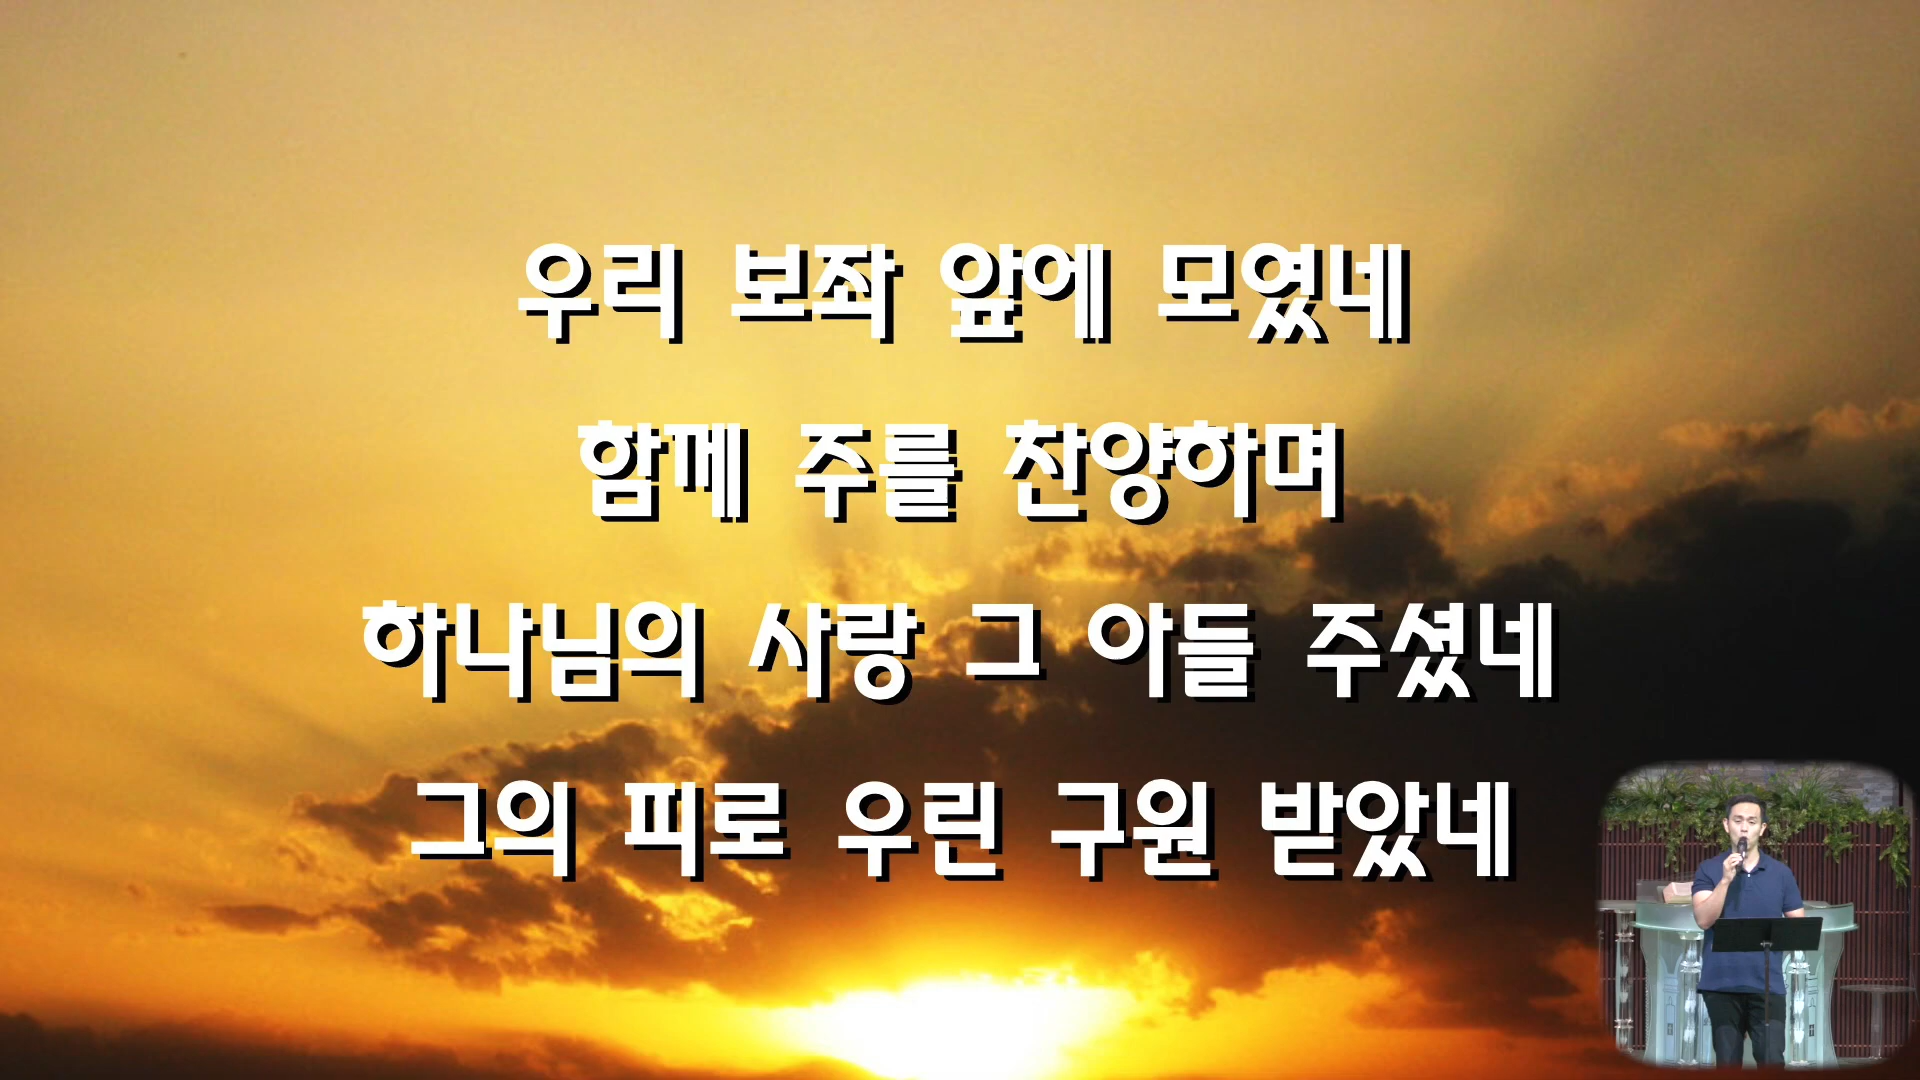 우리 보좌 앞에 모였네
함께 주를 찬양하며
하나님의 사랑 그 아들 주셨네
그의 피로 우린 구원 받았네